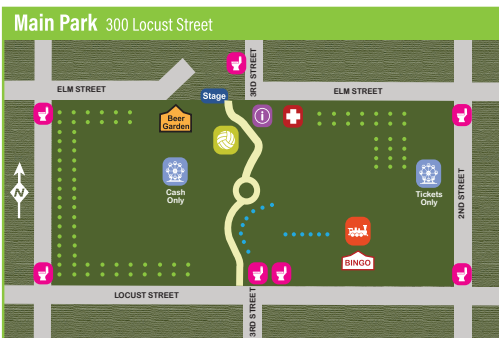 Main Park 300 Locust Street
3RD STREET
ELM STREET
ELM STREET
Stage
Beer
Garden
i
Cash
Only
Tickets
Only
2ND STREET
N
BINGO
LOCUST STREET
3RD STREET